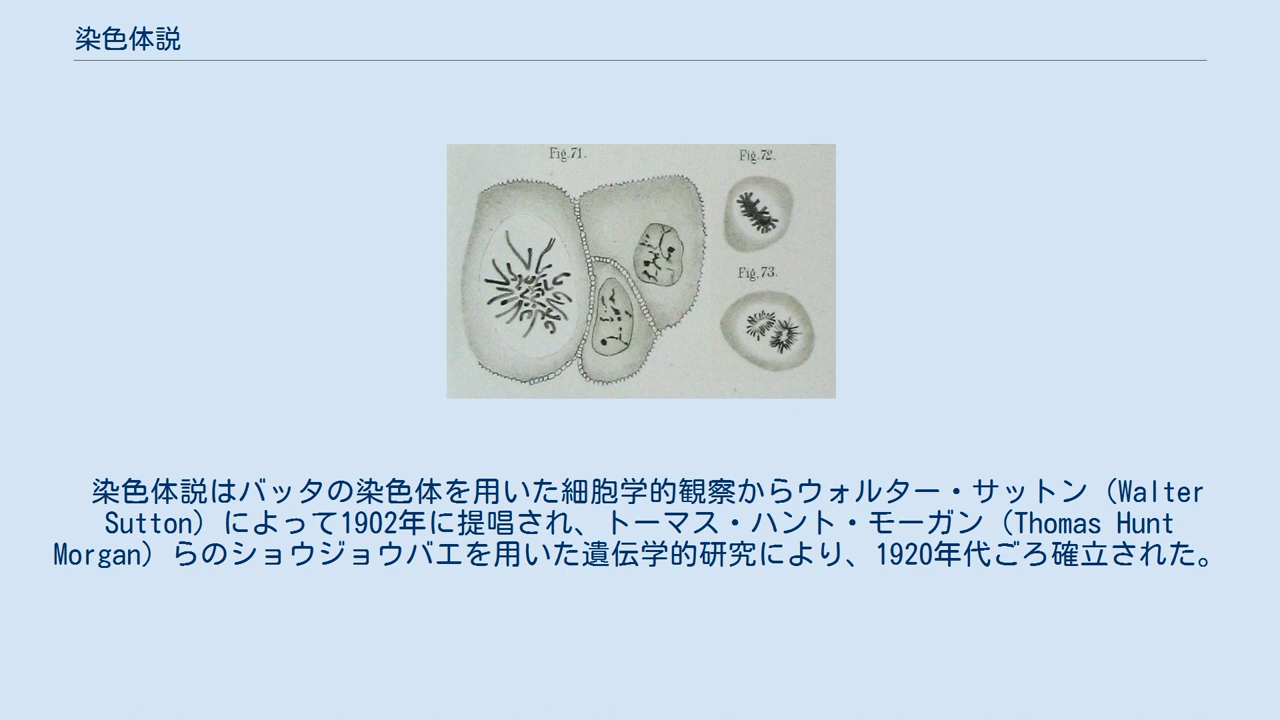 染色体説
Fig.71.
Fig.72.
Fig.73.
染色体説はバッタの染色体を用いた細胞学的観察からウォルター・サットン（Walter
Sutton）によって1902年に提唱され、トーマス・ハント・モーガン（Thomas Hunt
Morgan）らのショウジョウバエを用いた遺伝学的研究により、1920年代ごろ確立された。